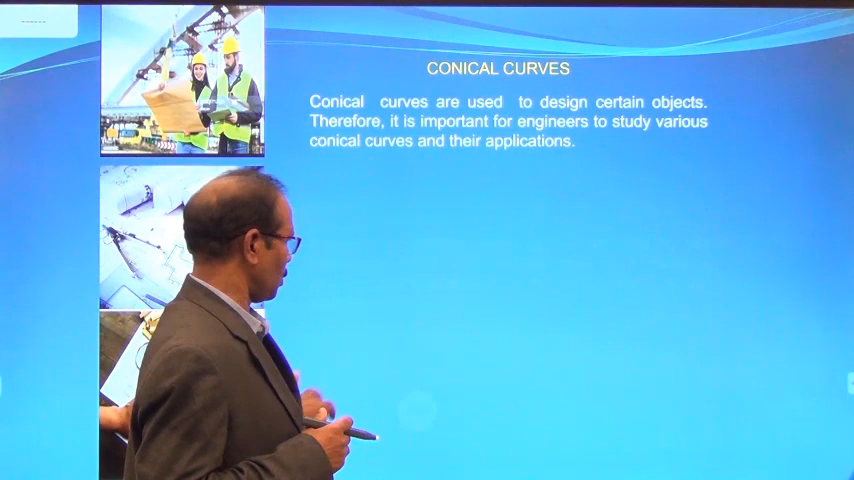 CONICAL CURVES
Conical curves are used to design certain objects.
Therefore, it is important for engineers to study various
conical curves and their applications.